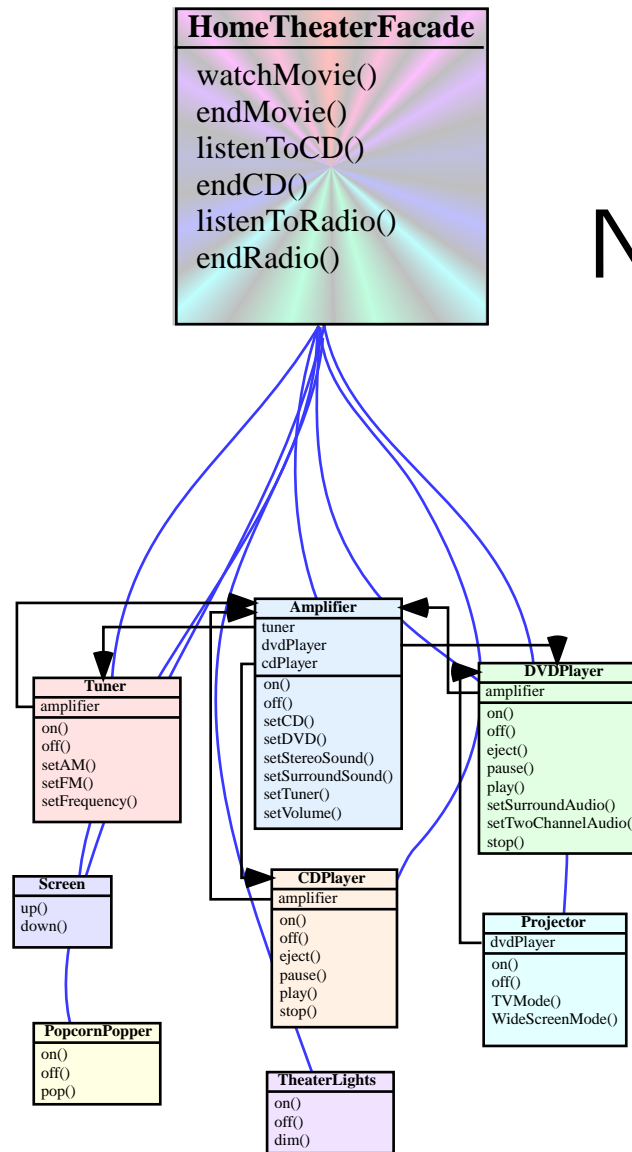 HomeTheaterFacade
watchMovie()
endMovie()
listenToCD()
endCD()
listenToRadio()
endRadio()
N
Amplifier
tuner
dvdPlayer
cdPlayer
on()
off()
setCD()
setDVD()
setStereoSound()
setSurroundSound()
setTuner()
setVolume()
Tuner
amplifier
on()
off()
setAM()
setFM()
setFrequency()
DVDPlayer
amplifier
on()
off()
eject()
pause()
play()
setSurroundAudio()
setTwoChannelAudio()
stop()
Screen
up()
down()
CDPlayer
amplifier
on()
off()
eject()
pause()
play()
stop()
Projector
dvdPlayer
on()
off()
TVMode()
WideScreenMode()
PopcornPopper
on()
off()
pop()
TheaterLights
on()
off()
dim()